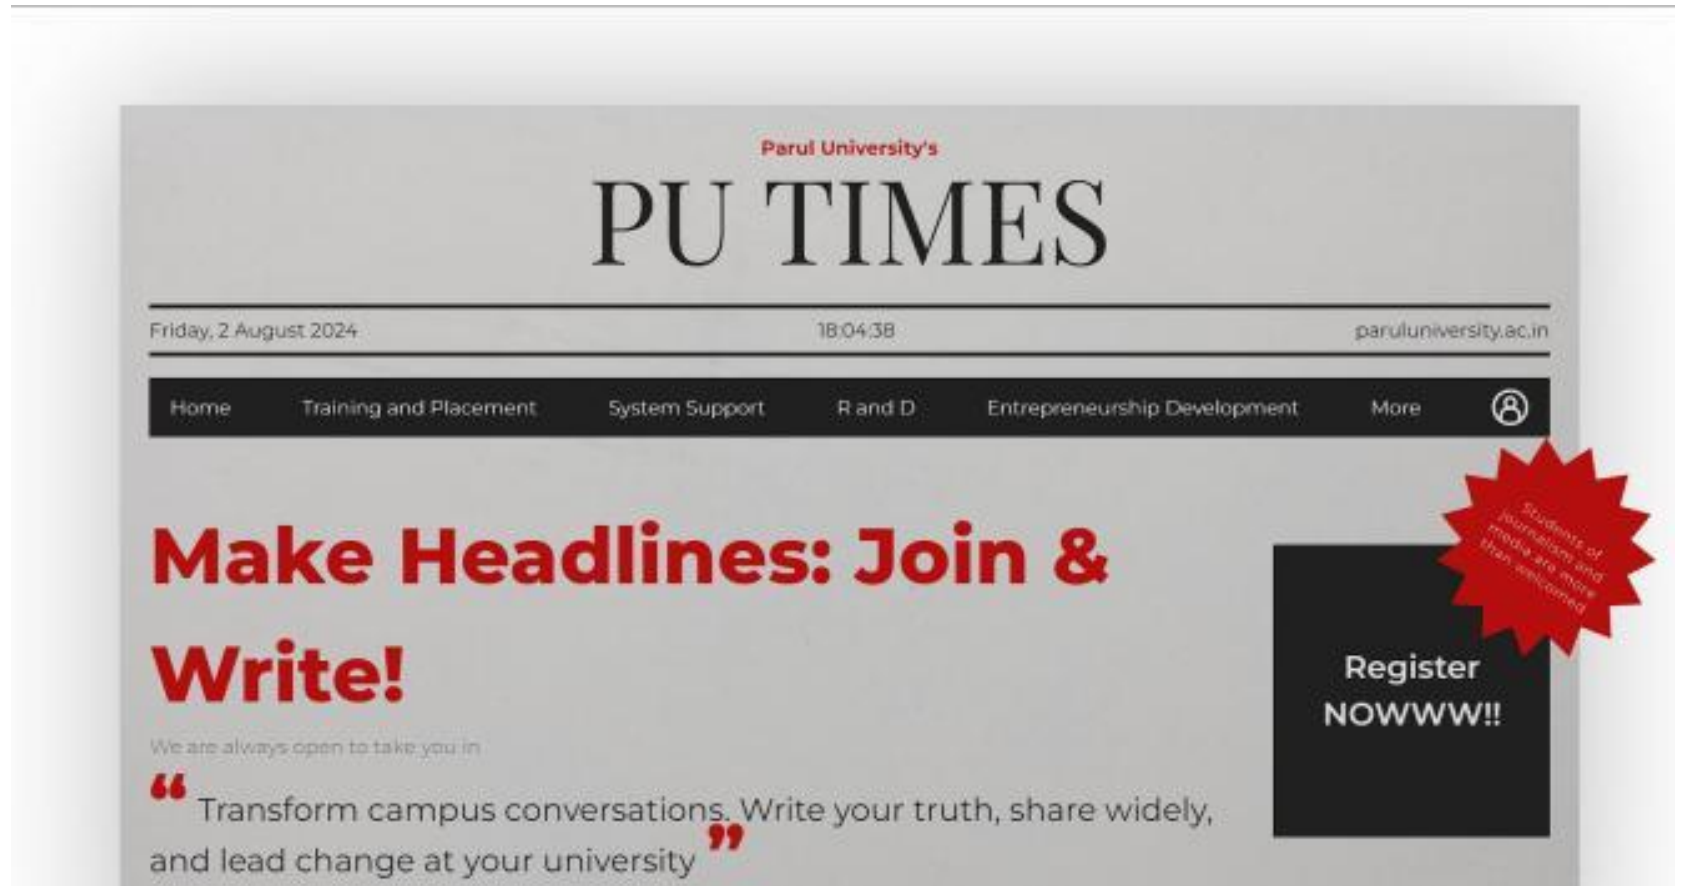 Parul University's
PU TIMES
Friday, 2 August 2024 18:04:38 paruluniversity.ac.in
Home Training and Placement System Support R and D Entrepreneurship Development More
Make Headlines: Join &
Write!
We are always open to take you in
“ Transform campus conversations. Write your truth, share widely,
and lead change at your university ”
Students of
journalism and
media are more
than welcomed
Register
NOWWW!!